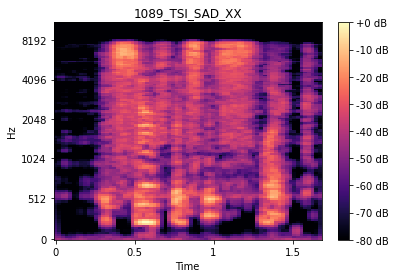 1089_TSI_SAD_XX
+0 dB
8192
-10 dB
4096
-20 dB
-30 dB
2048
Hz
-40 dB
1024
-50 dB
512
-60 dB
-70 dB
0
-80 dB
0
0.5
1
1.5
Time